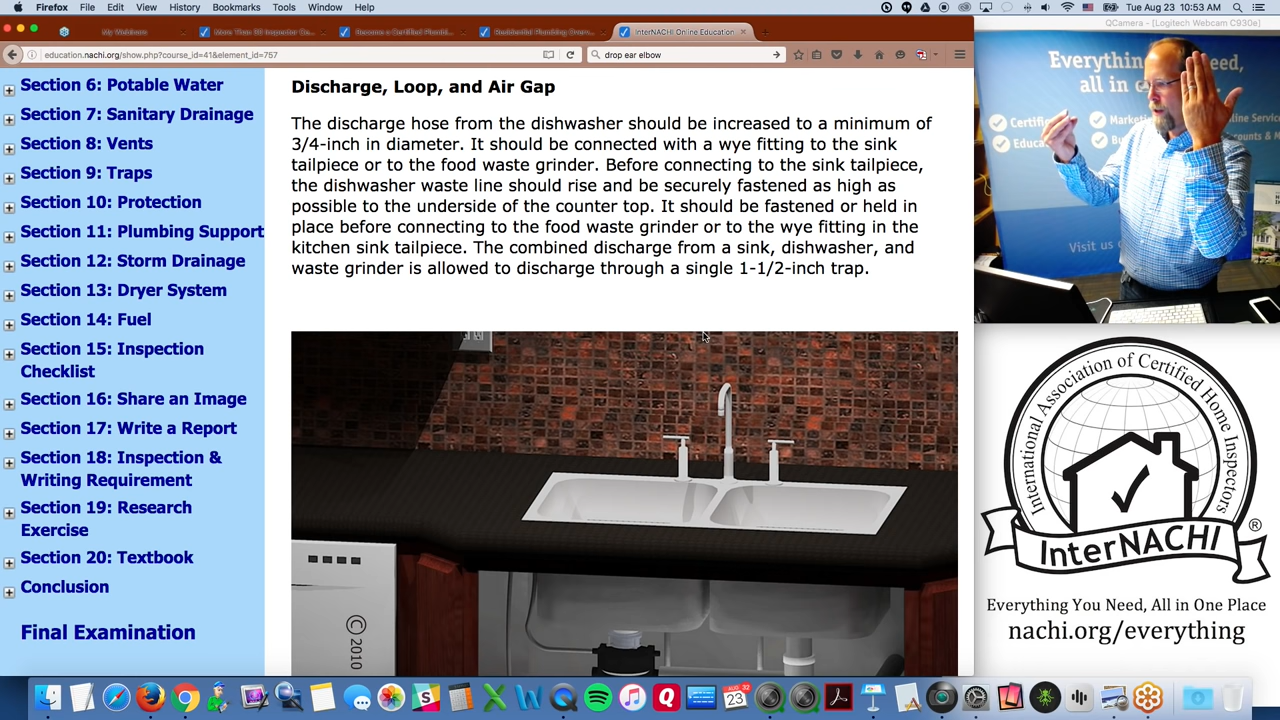 Firefox File Edit View History Bookmarks Tools Window Help
Tue Aug 23 10:53 AM
QCamera — [Logitech Webcam C930e]
My Webinars
InterNACHI Online Education
education.nachi.org/show.php?course_id=41&element_id=757
drop ear elbow
Section 6: Potable Water
Section 7: Sanitary Drainage
Section 8: Vents
Section 9: Traps
Section 10: Protection
Section 11: Plumbing Support
Section 12: Storm Drainage
Section 13: Dryer System
Section 14: Fuel
Section 15: Inspection
Checklist
Section 16: Share an Image
Section 17: Write a Report
Section 18: Inspection &
Writing Requirement
Section 19: Research
Exercise
Section 20: Textbook
Conclusion
Final Examination
Discharge, Loop, and Air Gap
The discharge hose from the dishwasher should be increased to a minimum of
3/4-inch in diameter. It should be connected with a wye fitting to the sink
tailpiece or to the food waste grinder. Before connecting to the sink tailpiece,
the dishwasher waste line should rise and be securely fastened as high as
possible to the underside of the counter top. It should be fastened or held in
place before connecting to the food waste grinder or to the wye fitting in the
kitchen sink tailpiece. The combined discharge from a sink, dishwasher, and
waste grinder is allowed to discharge through a single 1-1/2-inch trap.
© 2010
Everything
need,
all in
Certifi
Educa
Market
Visit us
International Association of Certified Home Inspectors
InterNACHI ®
Everything You Need, All in One Place
nachi.org/everything
AUG
23
32